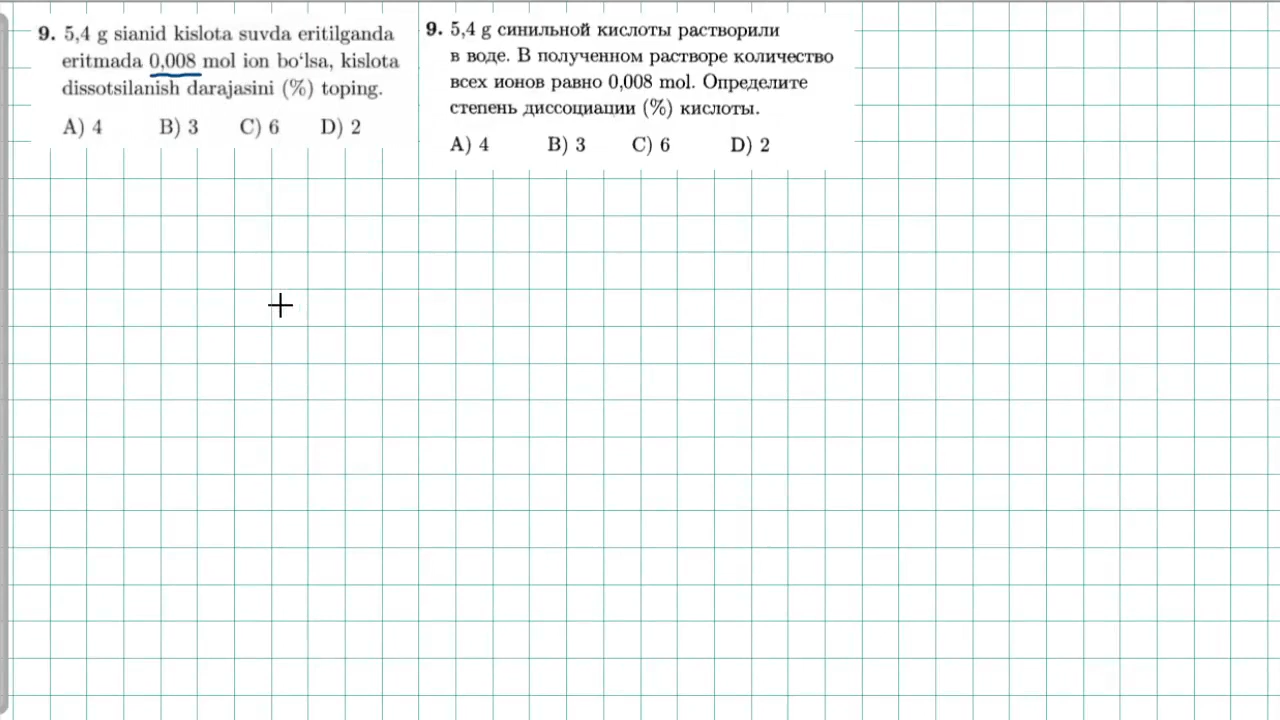 9. 5,4 g sianid kislota suvda eritilganda
eritmada 0,008 mol ion bo‘lsa, kislota
dissotsilanish darajasini (%) toping.
A) 4 B) 3 C) 6 D) 2
9. 5,4 g синильной кислоты растворили
в воде. В полученном растворе количество
всех ионов равно 0,008 mol. Определите
степень диссоциации (%) кислоты.
A) 4 B) 3 C) 6 D) 2